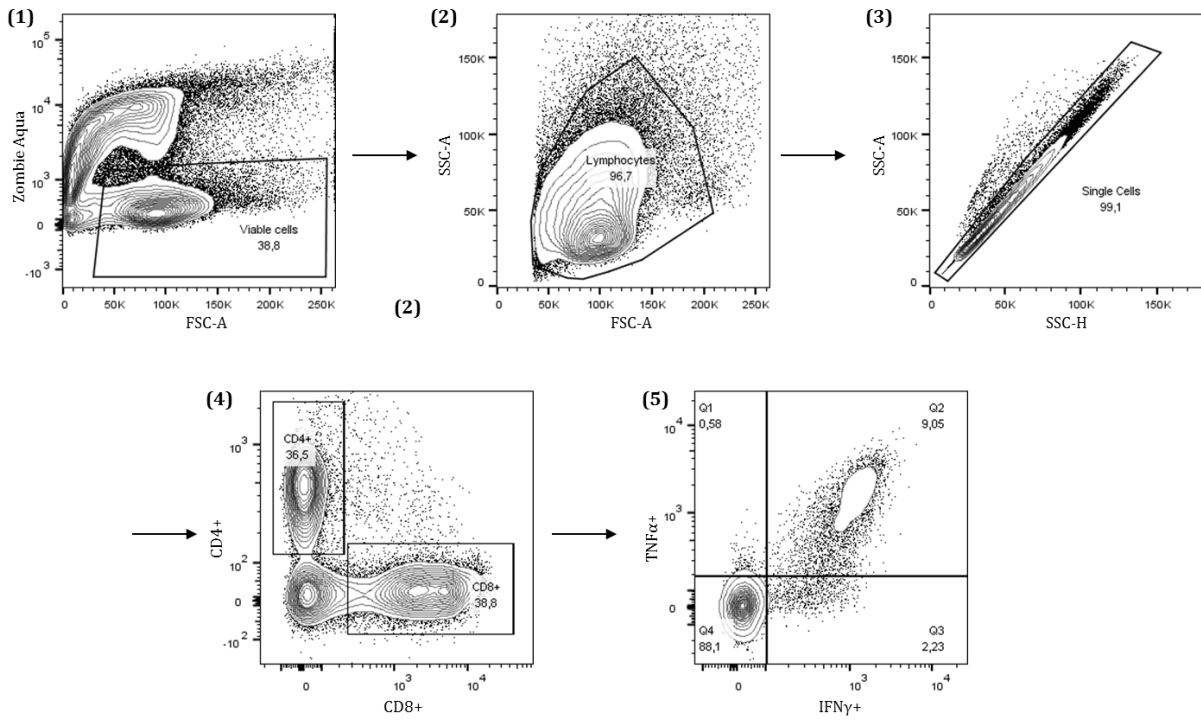 (1)
Zombie Aqua
10^5
10^4
10^3
0
-10^3
Viable cells
38,8
0 50K 100K 150K 200K 250K
FSC-A
(2)
SSC-A
150K
100K
50K
0
Lymphocytes
96,7
0 50K 100K 150K 200K 250K
FSC-A
(2)
(3)
SSC-A
150K
100K
50K
0
Single Cells
99,1
0 50K 100K 150K
SSC-H
(4)
CD4+
10^3
10^2
0
-10^2
CD4+
36,5
CD8+
38,8
0 10^3 10^4
CD8+
(5)
TNFα+
10^4
10^3
0
Q1
0,58
Q2
9,05
Q4
88,1
Q3
2,23
0 10^3 10^4
IFNγ+